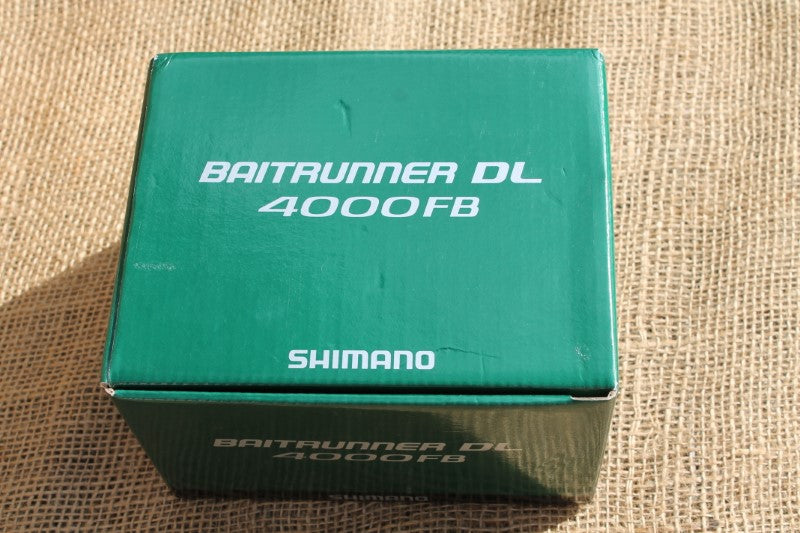 BAITRUNNER DL
4000FB
SHIMANO
BAITRUNNER DL
4000FB
SHIMANO